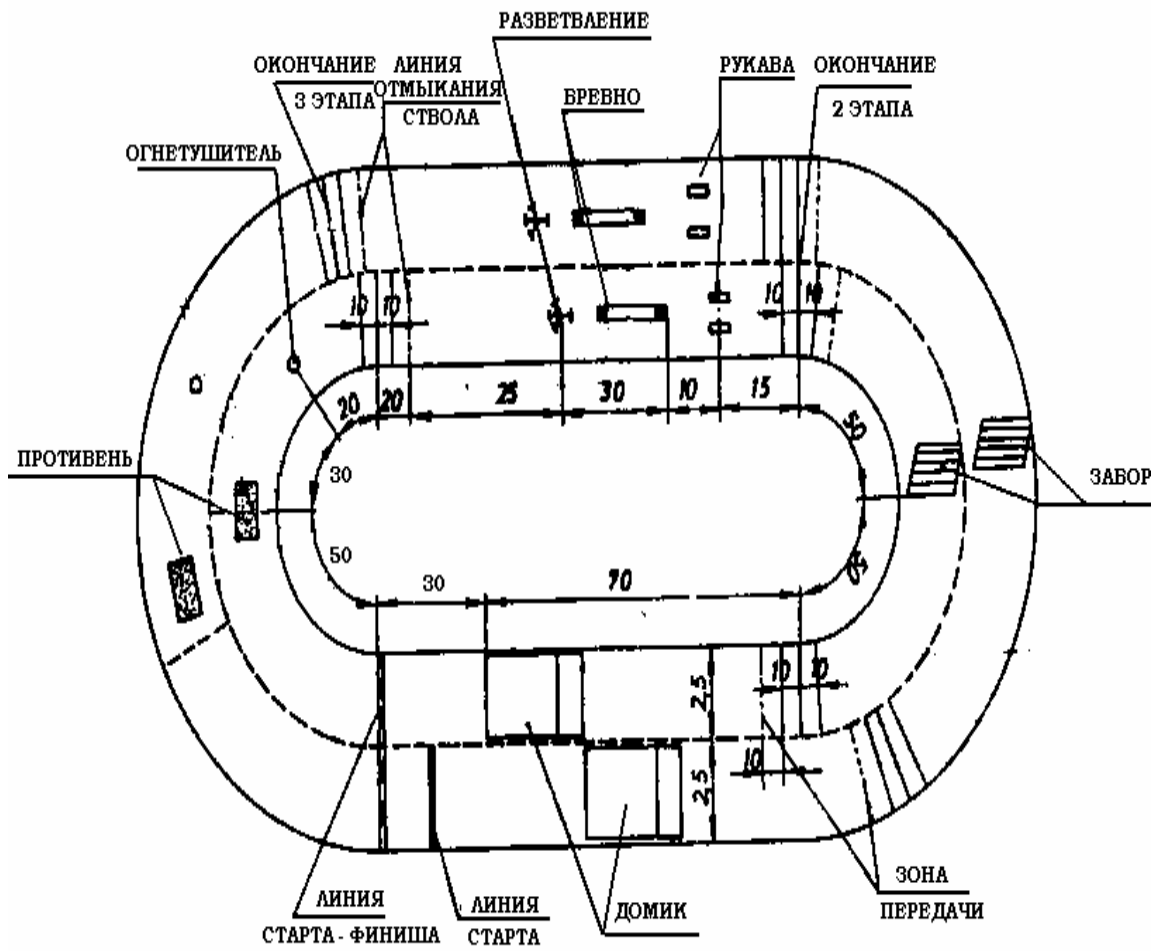 РАЗВЕТВЛЕНИЕ
ОКОНЧАНИЕ
3 ЭТАПА
ЛИНИЯ
ОТМЫКАНИЯ
СТВОЛА
БРЕВНО
РУКАВА
ОКОНЧАНИЕ
2 ЭТАПА
ОГНЕТУШИТЕЛЬ
10 10
10 10
20 20 25 30 10 15 50
ПРОТИВЕНЬ
30
ЗАБОР
50 30 70 50
10 10
2,5
10
2,5
ЛИНИЯ
СТАРТА - ФИНИША
ЛИНИЯ
СТАРТА
ДОМИК
ЗОНА
ПЕРЕДАЧИ